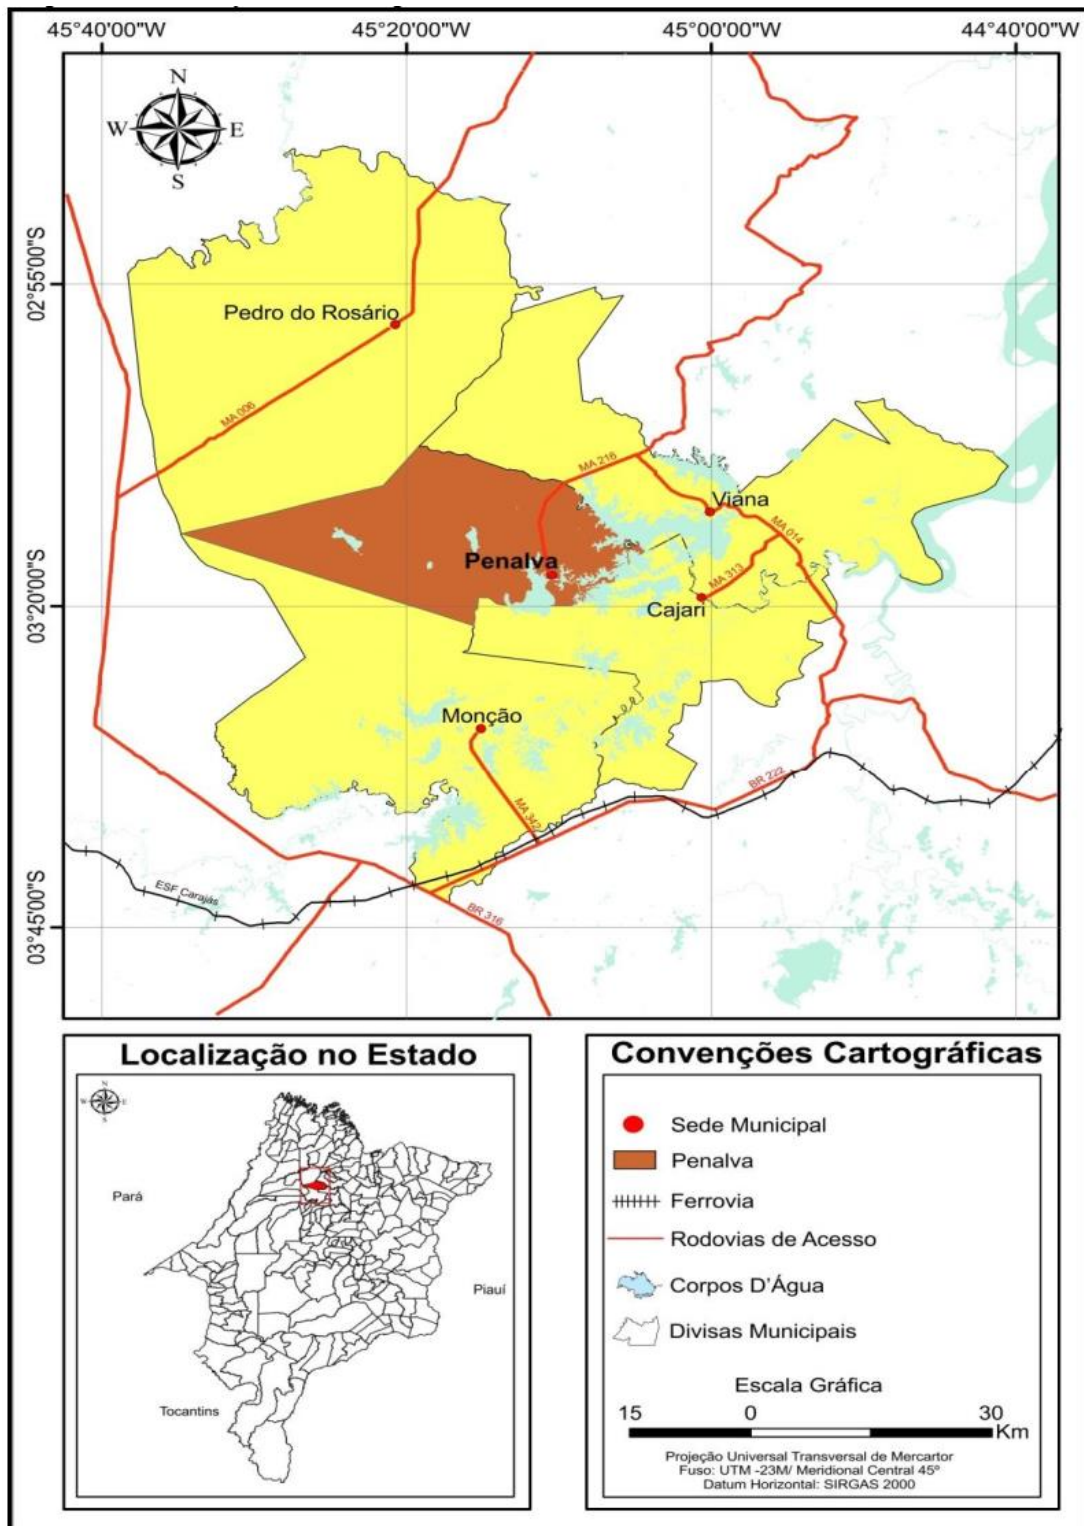 45°40'00"W 45°20'00"W 45°00'00"W 44°40'00"W
N
W E
S
02°55'00"S
Pedro do Rosário
MA 006
MA 216
Viana
MA 014
Penalva
MA 313
03°20'00"S
Cajari
Monção
MA 342
BR 222
ESF Carajás
BR 316
03°45'00"S
Localização no Estado
N
W E
S
Pará
Piauí
Tocantins
Convenções Cartográficas
Sede Municipal
Penalva
Ferrovia
Rodovias de Acesso
Corpos D'Água
Divisas Municipais
Escala Gráfica
15 0 30
Km
Projeção Universal Transversal de Mercartor
Fuso: UTM -23M/ Meridional Central 45º
Datum Horizontal: SIRGAS 2000